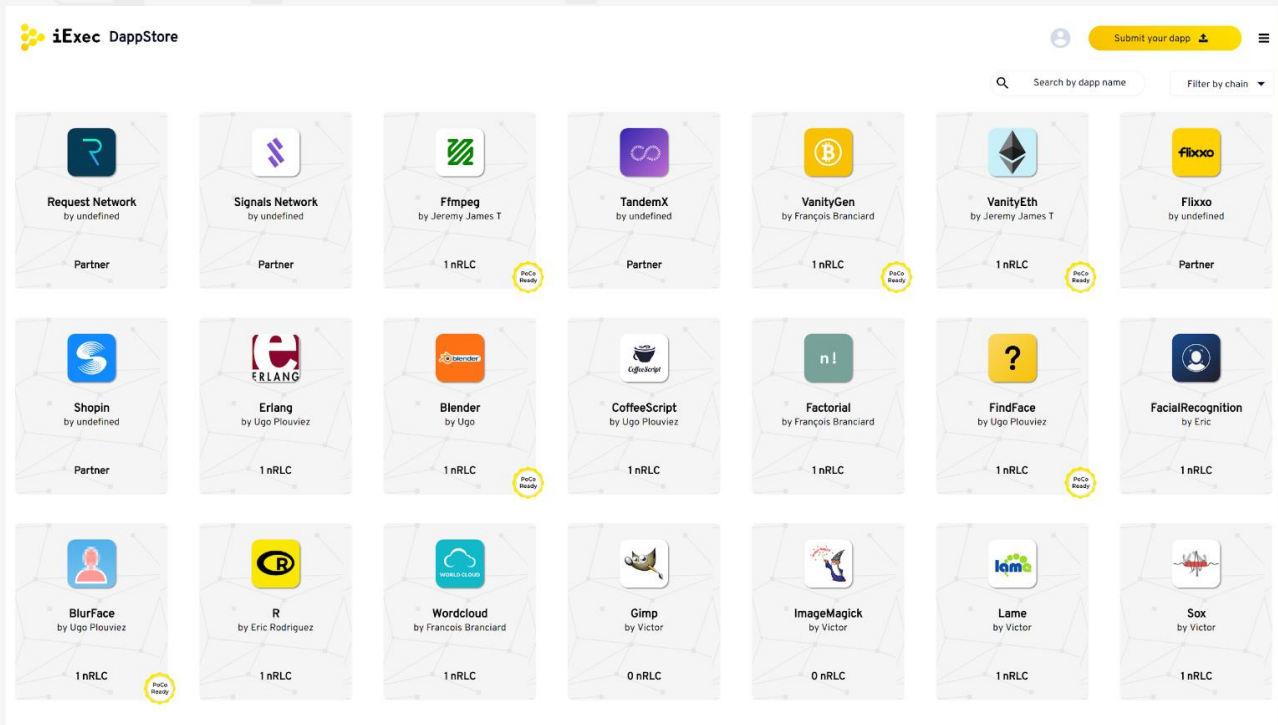 iExec DappStore
Submit your dapp
Search by dapp name
Filter by chain
flixxo
Request Network
by undefined
Partner
Signals Network
by undefined
Partner
Ffmpeg
by Jeremy James T
1 nRLC
PoCo
Ready
TandemX
by undefined
Partner
VanityGen
by François Branciard
1 nRLC
PoCo
Ready
VanityEth
by Jeremy James T
1 nRLC
PoCo
Ready
Flixxo
by undefined
Partner
Shopin
by undefined
Partner
ERLANG
Erlang
by Ugo Plouviez
1 nRLC
blender
Blender
by Ugo
1 nRLC
PoCo
Ready
CoffeeScript
CoffeeScript
by Ugo Plouviez
1 nRLC
n!
Factorial
by François Branciard
1 nRLC
?
FindFace
by Ugo Plouviez
1 nRLC
PoCo
Ready
FacialRecognition
by Eric
1 nRLC
BlurFace
by Ugo Plouviez
1 nRLC
PoCo
Ready
R
R
by Eric Rodriguez
1 nRLC
WORLD CLOUD
Wordcloud
by Francois Branciard
1 nRLC
Gimp
by Victor
0 nRLC
ImageMagick
by Victor
0 nRLC
lame
Lame
by Victor
1 nRLC
Sox
by Victor
1 nRLC